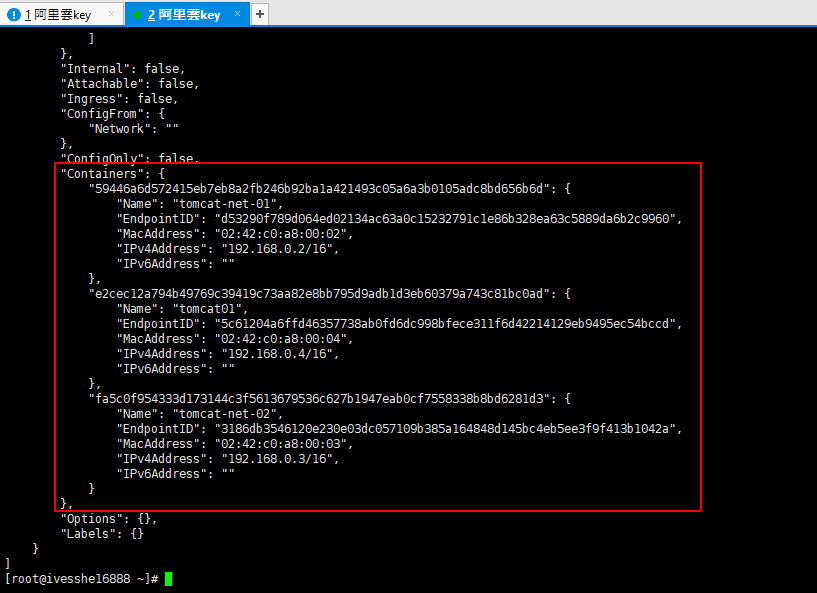 1 阿里雲key × 2 阿里雲key × +
]
},
"Internal": false,
"Attachable": false,
"Ingress": false,
"ConfigFrom": {
"Network": ""
},
"ConfigOnly": false,
"Containers": {
"59446a6d572415eb7eb8a2fb246b92ba1a421493c05a6a3b0105adc8bd656b6d": {
"Name": "tomcat-net-01",
"EndpointID": "d53290f789d064ed02134ac63a0c15232791c1e86b328ea63c5889da6b2c9960",
"MacAddress": "02:42:c0:a8:00:02",
"IPv4Address": "192.168.0.2/16",
"IPv6Address": ""
},
"e2cec12a794b49769c39419c73aa82e8bb795d9adb1d3eb60379a743c81bc0ad": {
"Name": "tomcat01",
"EndpointID": "5c61204a6ffd46357738ab0fd6dc998bfece311f6d42214129eb9495ec54bccd",
"MacAddress": "02:42:c0:a8:00:04",
"IPv4Address": "192.168.0.4/16",
"IPv6Address": ""
},
"fa5c0f954333d173144c3f5613679536c627b1947eab0cf7558338b8bd6281d3": {
"Name": "tomcat-net-02",
"EndpointID": "3186db3546120e230e03dc057109b385a164848d145bc4eb5ee3f9f413b1042a",
"MacAddress": "02:42:c0:a8:00:03",
"IPv4Address": "192.168.0.3/16",
"IPv6Address": ""
}
},
"Options": {},
"Labels": {}
}
]
[root@ivesshe16888 ~]#